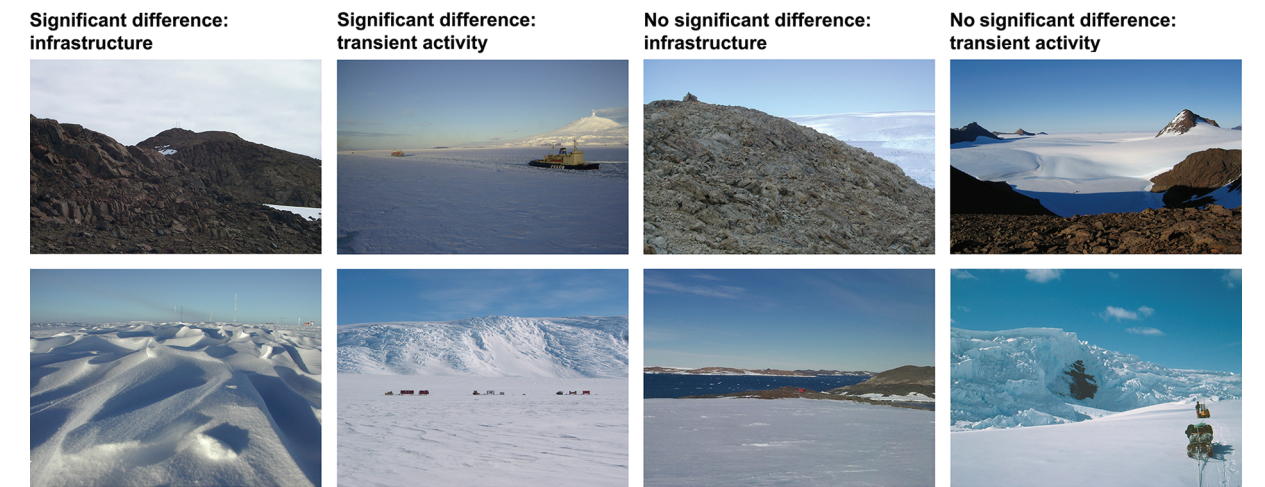 Significant difference:
infrastructure
Significant difference:
transient activity
No significant difference:
infrastructure
No significant difference:
transient activity